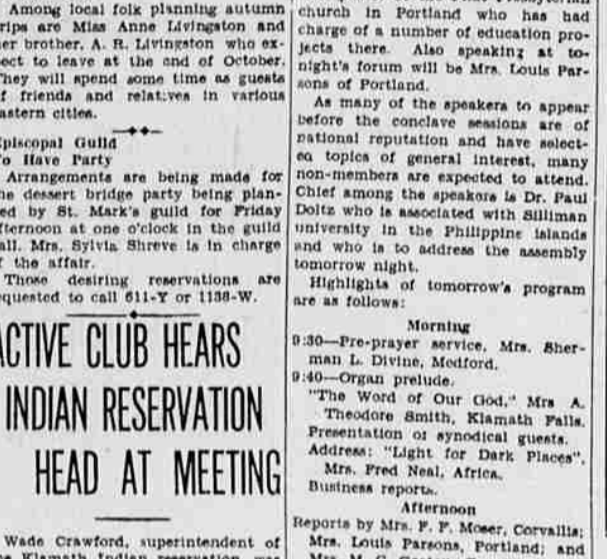 Among local folk planning autumn
rips are Miss Anne Livingston and
er brother, A. R. Livingston who ex-
ect to leave at the end of October.
They will spend some time as guests
f friends and relatives in various
astern cities.
Episcopal Guild
To Have Party
Arrangements are being made for
he dessert bridge party being plan-
ed by St. Mark's guild for Friday
fternoon at one o'clock in the guild
all. Mrs. Sylvia Shreve is in charge
f the affair.
Those desiring reservations are
equested to call 611-Y or 1138-W.
ACTIVE CLUB HEARS
INDIAN RESERVATION
HEAD AT MEETING
Wade Crawford, superintendent of
he Klamath Indian reservation was
church in Portland who has had
charge of a number of education pro-
jects there. Also speaking at to-
night's forum will be Mrs. Louis Par-
sons of Portland.
As many of the speakers to appear
before the conclave sessions are of
national reputation and have select-
ed topics of general interest, many
non-members are expected to attend.
Chief among the speakers is Dr. Paul
Doltz who is associated with Silliman
university in the Philippine islands
and who is to address the assembly
tomorrow night.
Highlights of tomorrow's program
are as follows:
Morning
9:30—Pre-prayer service, Mrs. Sher-
man L. Divine, Medford.
9:40—Organ prelude.
"The Word of Our God," Mrs A.
Theodore Smith, Klamath Falls.
Presentation of synodical guests.
Address: "Light for Dark Places",
Mrs. Fred Neal, Africa.
Business reports.
Afternoon
Reports by Mrs. F. F. Moser, Corvallis;
Mrs. Louis Parsons, Portland; and